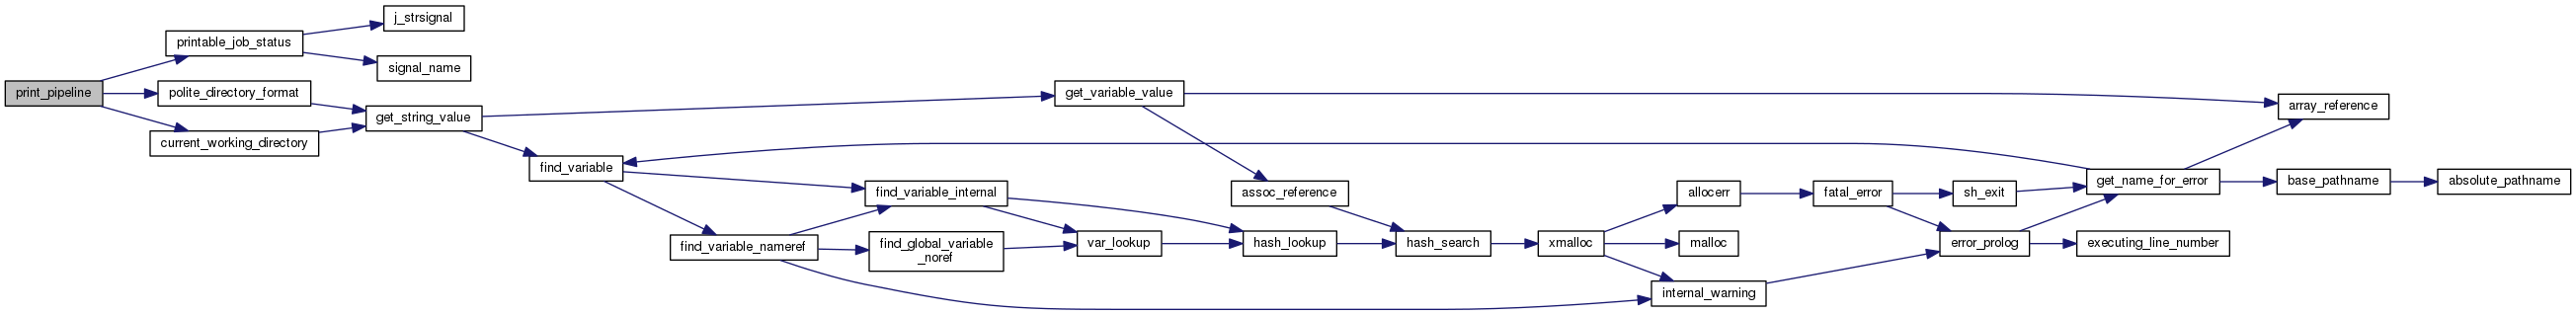 j_strsignal
printable_job_status
signal_name
print_pipeline
polite_directory_format
get_variable_value
array_reference
get_string_value
current_working_directory
find_variable
find_variable_internal
assoc_reference
allocerr
fatal_error
sh_exit
get_name_for_error
base_pathname
absolute_pathname
find_variable_nameref
find_global_variable
_noref
var_lookup
hash_lookup
hash_search
xmalloc
malloc
error_prolog
executing_line_number
internal_warning